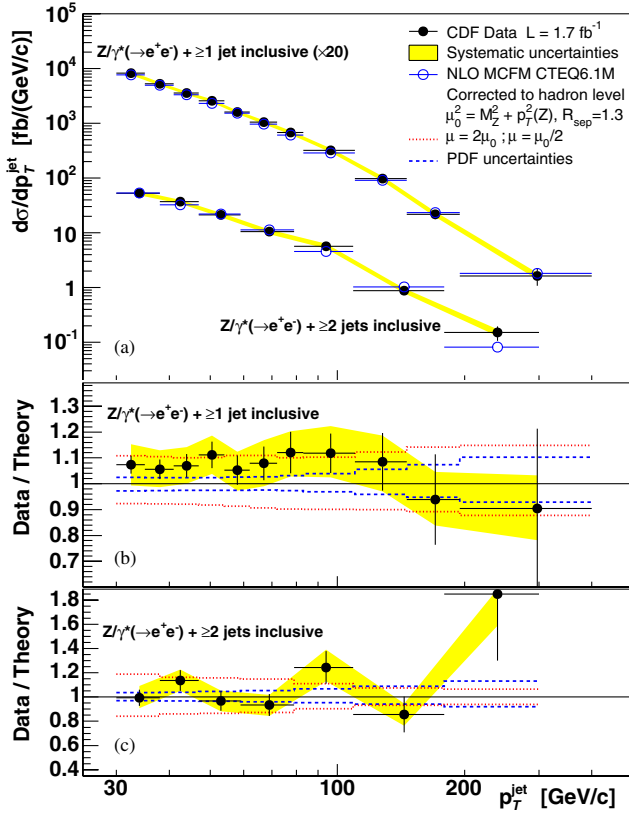 Z/γ*(→e⁺e⁻) + ≥1 jet inclusive (×20)
CDF Data L = 1.7 fb⁻¹
Systematic uncertainties
NLO MCFM CTEQ6.1M
Corrected to hadron level
μ₀² = M_Z² + p_T²(Z), R_sep=1.3
μ = 2μ₀ ; μ = μ₀/2
PDF uncertainties
dσ/dp_T^jet [fb/(GeV/c)]
10⁵
10⁴
10³
10²
10
1
10⁻¹
Z/γ*(→e⁺e⁻) + ≥2 jets inclusive
(a)
Data / Theory
1.3
1.2
1.1
1
0.9
0.8
0.7
0.6
Z/γ*(→e⁺e⁻) + ≥1 jet inclusive
(b)
Data / Theory
1.8
1.6
1.4
1.2
1
0.8
0.6
0.4
Z/γ*(→e⁺e⁻) + ≥2 jets inclusive
(c)
30 100 200
p_T^jet [GeV/c]